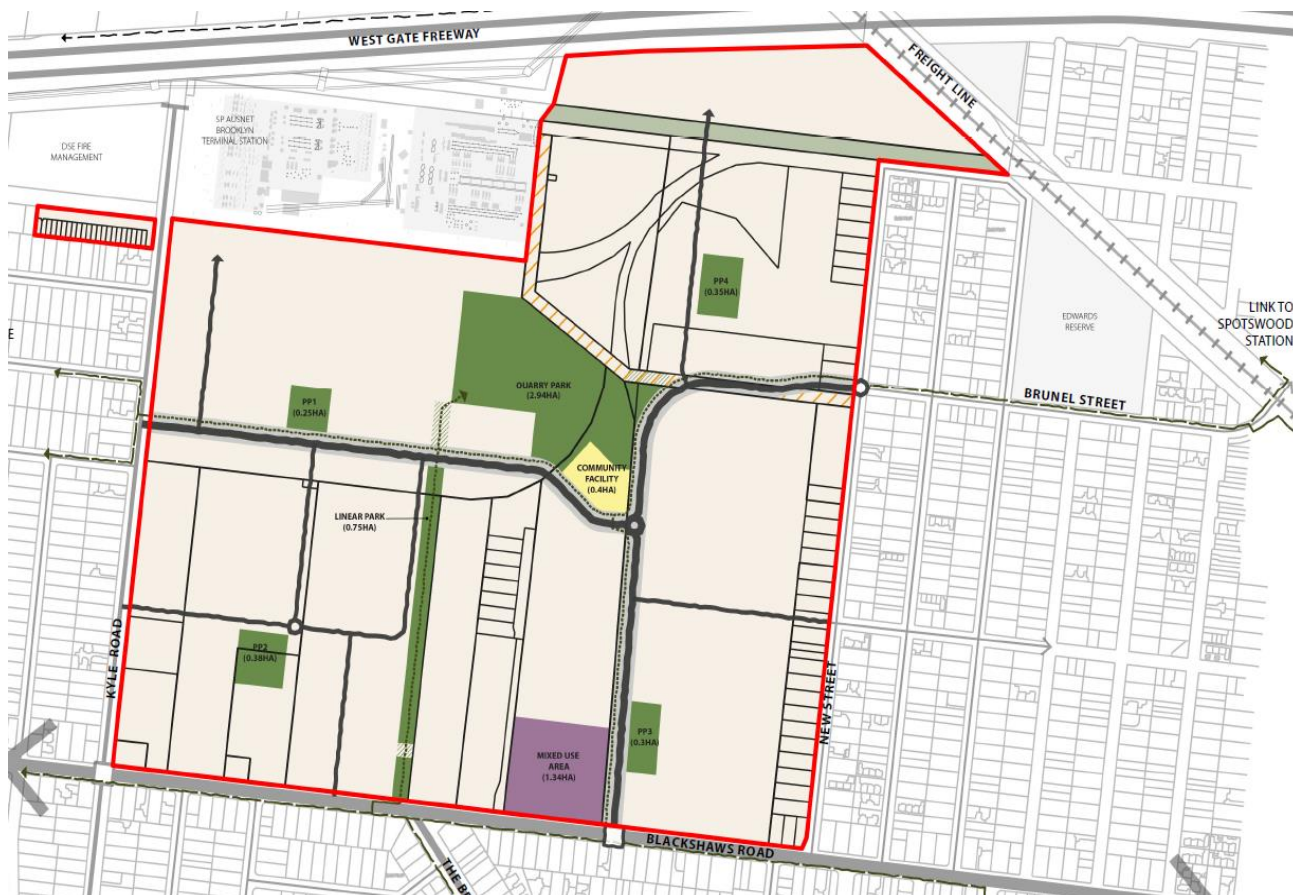 WEST GATE FREEWAY
FREIGHT LINE
SP AUSNET
BROOKLYN
TERMINAL STATION
DSE FIRE
MANAGEMENT
PP4
(0.35HA)
EDWARDS
RESERVE
LINK TO
SPOTSWOOD
STATION
E
QUARRY PARK
(2.94HA)
PP1
(0.25HA)
BRUNEL STREET
COMMUNITY
FACILITY
(0.4HA)
LINEAR PARK
(0.75HA)
PP2
(0.38HA)
KYLE ROAD
NEW STREET
PP3
(0.3HA)
MIXED USE
AREA
(1.34HA)
BLACKSHAWS ROAD
THE B